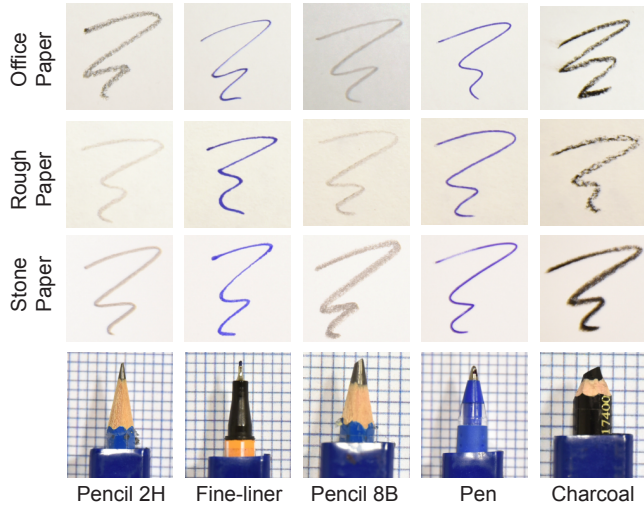 Office
Paper
Rough
Paper
Stone
Paper
17400
Pencil 2H
Fine-liner
Pencil 8B
Pen
Charcoal